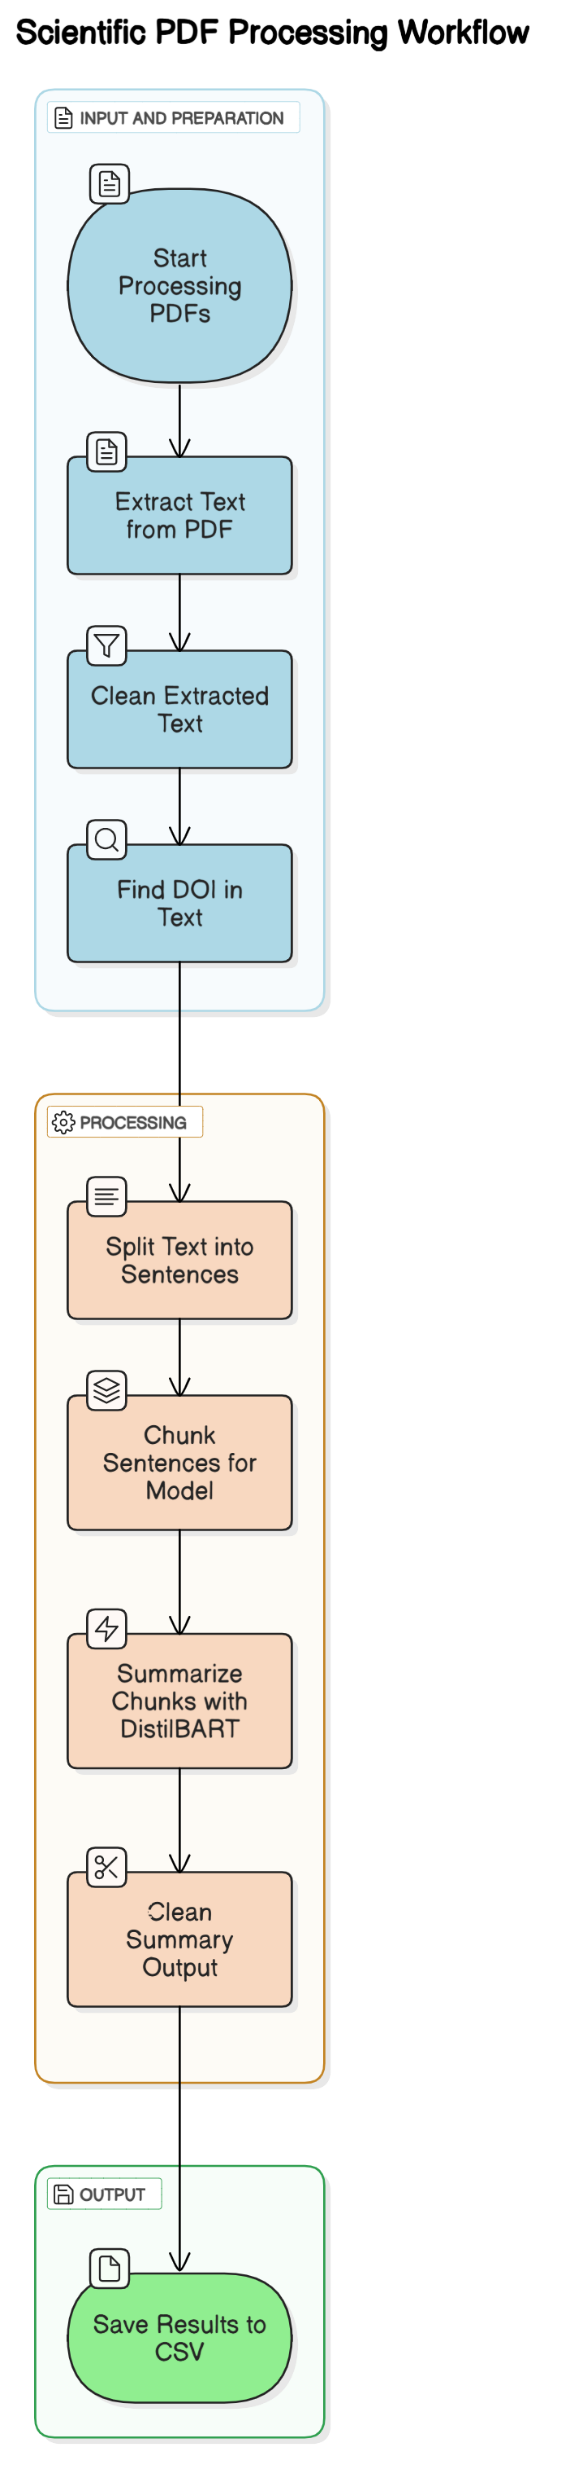 Scientific PDF Processing Workflow
INPUT AND PREPARATION
Start
Processing
PDFs
Extract Text
from PDF
Clean Extracted
Text
Find DOI in
Text
PROCESSING
Split Text into
Sentences
Chunk
Sentences for
Model
Summarize
Chunks with
DistilBART
Clean
Summary
Output
OUTPUT
Save Results to
CSV